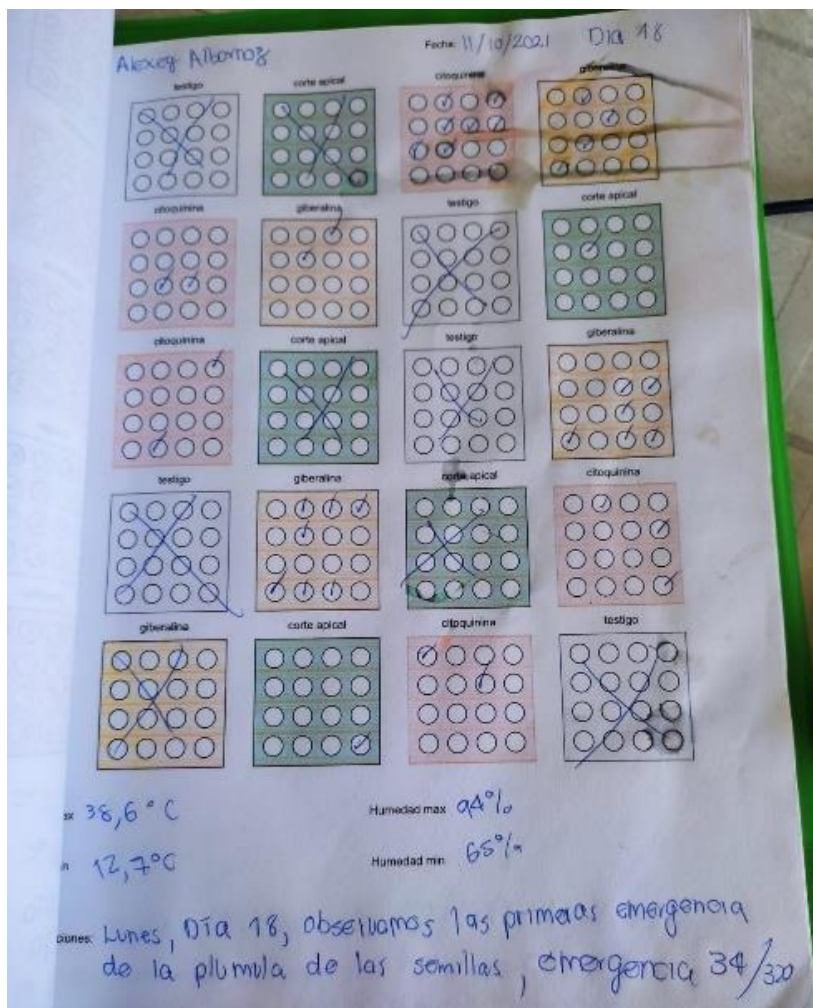 Alexey Albornoz Fecha: 11/10/2021 Día 18
testigo corte apical citoquinina giberalina
citoquinina giberalina testigo corte apical
citoquinina corte apical testigo giberalina
testigo giberalina corte apical citoquinina
giberalina corte apical citoquinina testigo
38,6°C Humedad max 94%
12,7°C Humedad min 65%
Lunes, Día 18, observamos las primeras emergencia
de la plumula de las semillas, emergencia 34/320